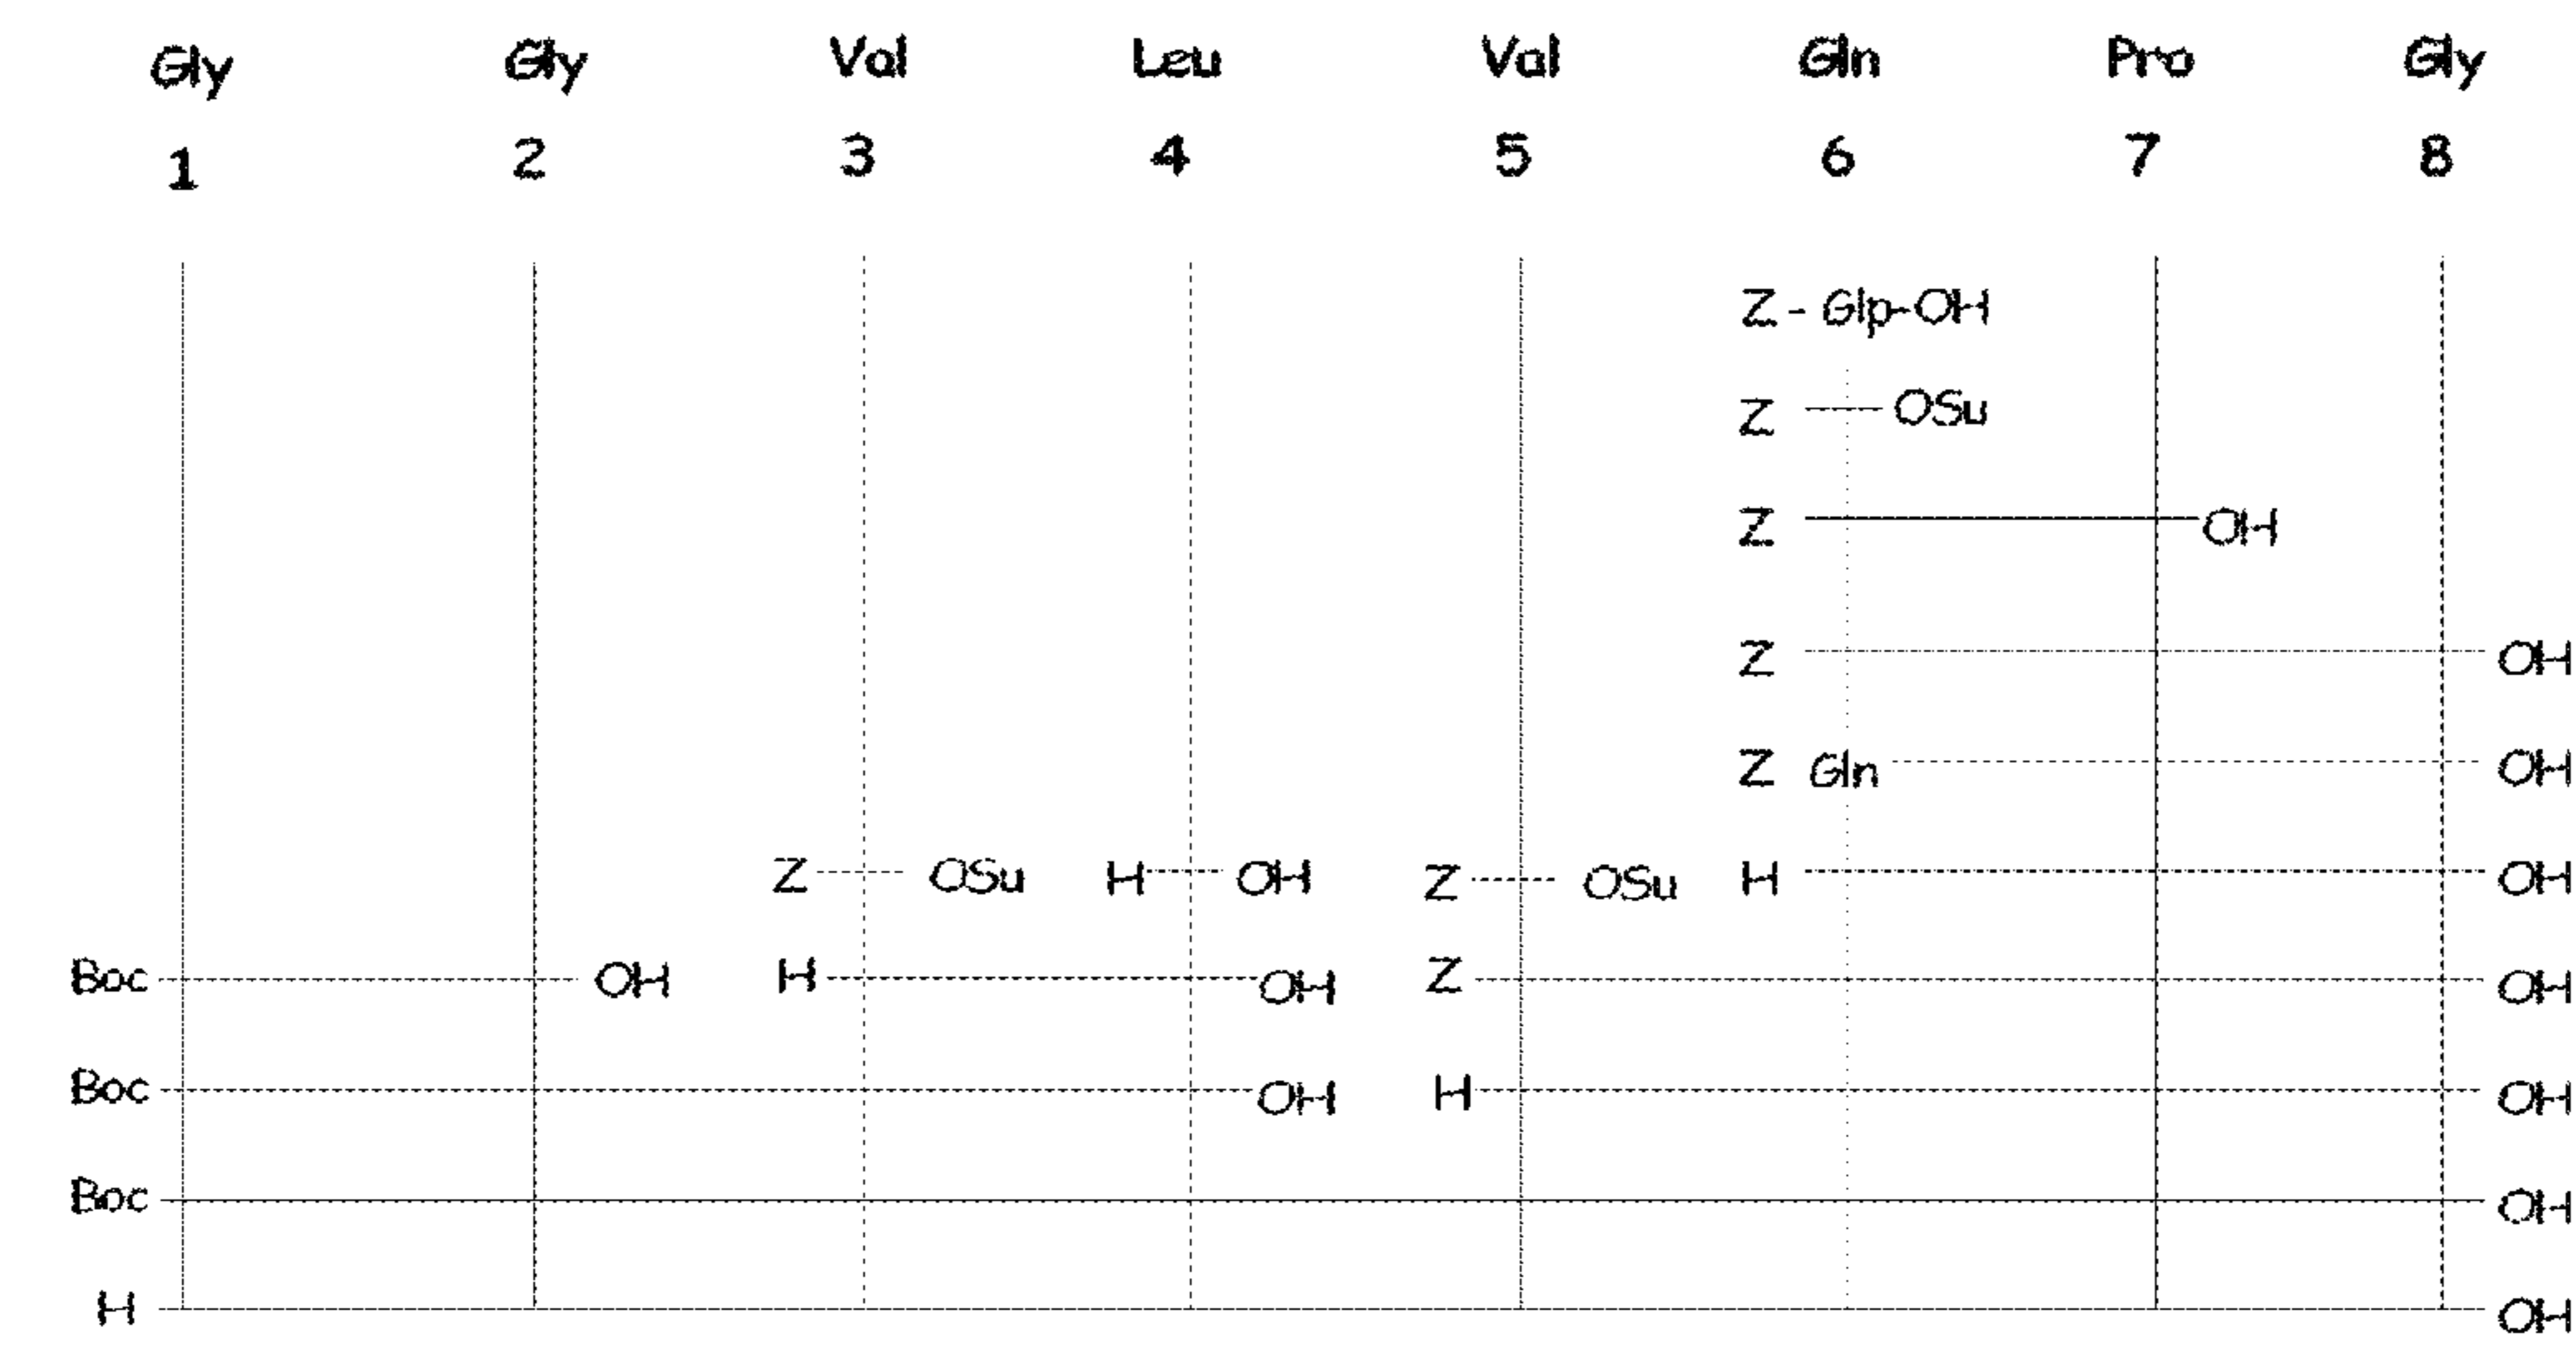 Gly Gly Val Leu Val Gln Pro Gly
1 2 3 4 5 6 7 8
Z - Glp-OH
Z OSu
Z OH
Z OH
Z Gln OH
Z OSu H OH Z OSu H OH
Boc OH H OH Z OH
Boc OH H OH
Boc OH
H OH